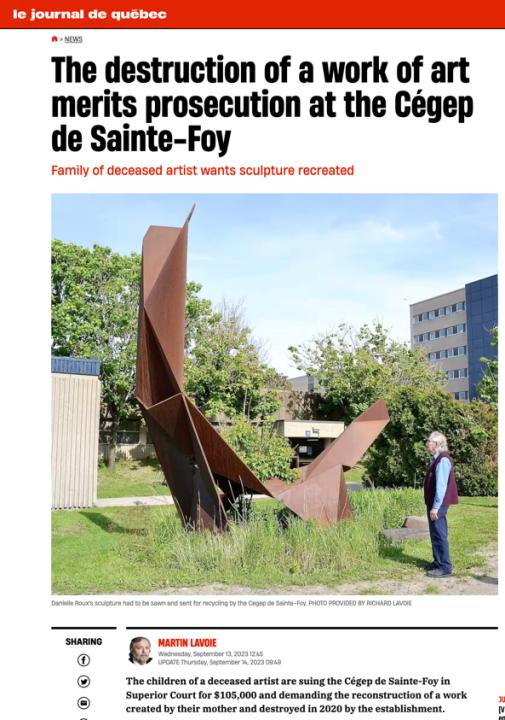 le journal de québec
> NEWS
The destruction of a work of art
merits prosecution at the Cégep
de Sainte-Foy
Family of deceased artist wants sculpture recreated
Danielle Roux's sculpture had to be sawn and sent for recycling by the Cegep de Sainte-Foy. PHOTO PROVIDED BY RICHARD LAVOIE
SHARING
MARTIN LAVOIE
Wednesday, September 13, 2023 12:45
UPDATE Thursday, September 14, 2023 09:49
The children of a deceased artist are suing the Cégep de Sainte-Foy in
Superior Court for $105,000 and demanding the reconstruction of a work
created by their mother and destroyed in 2020 by the establishment.